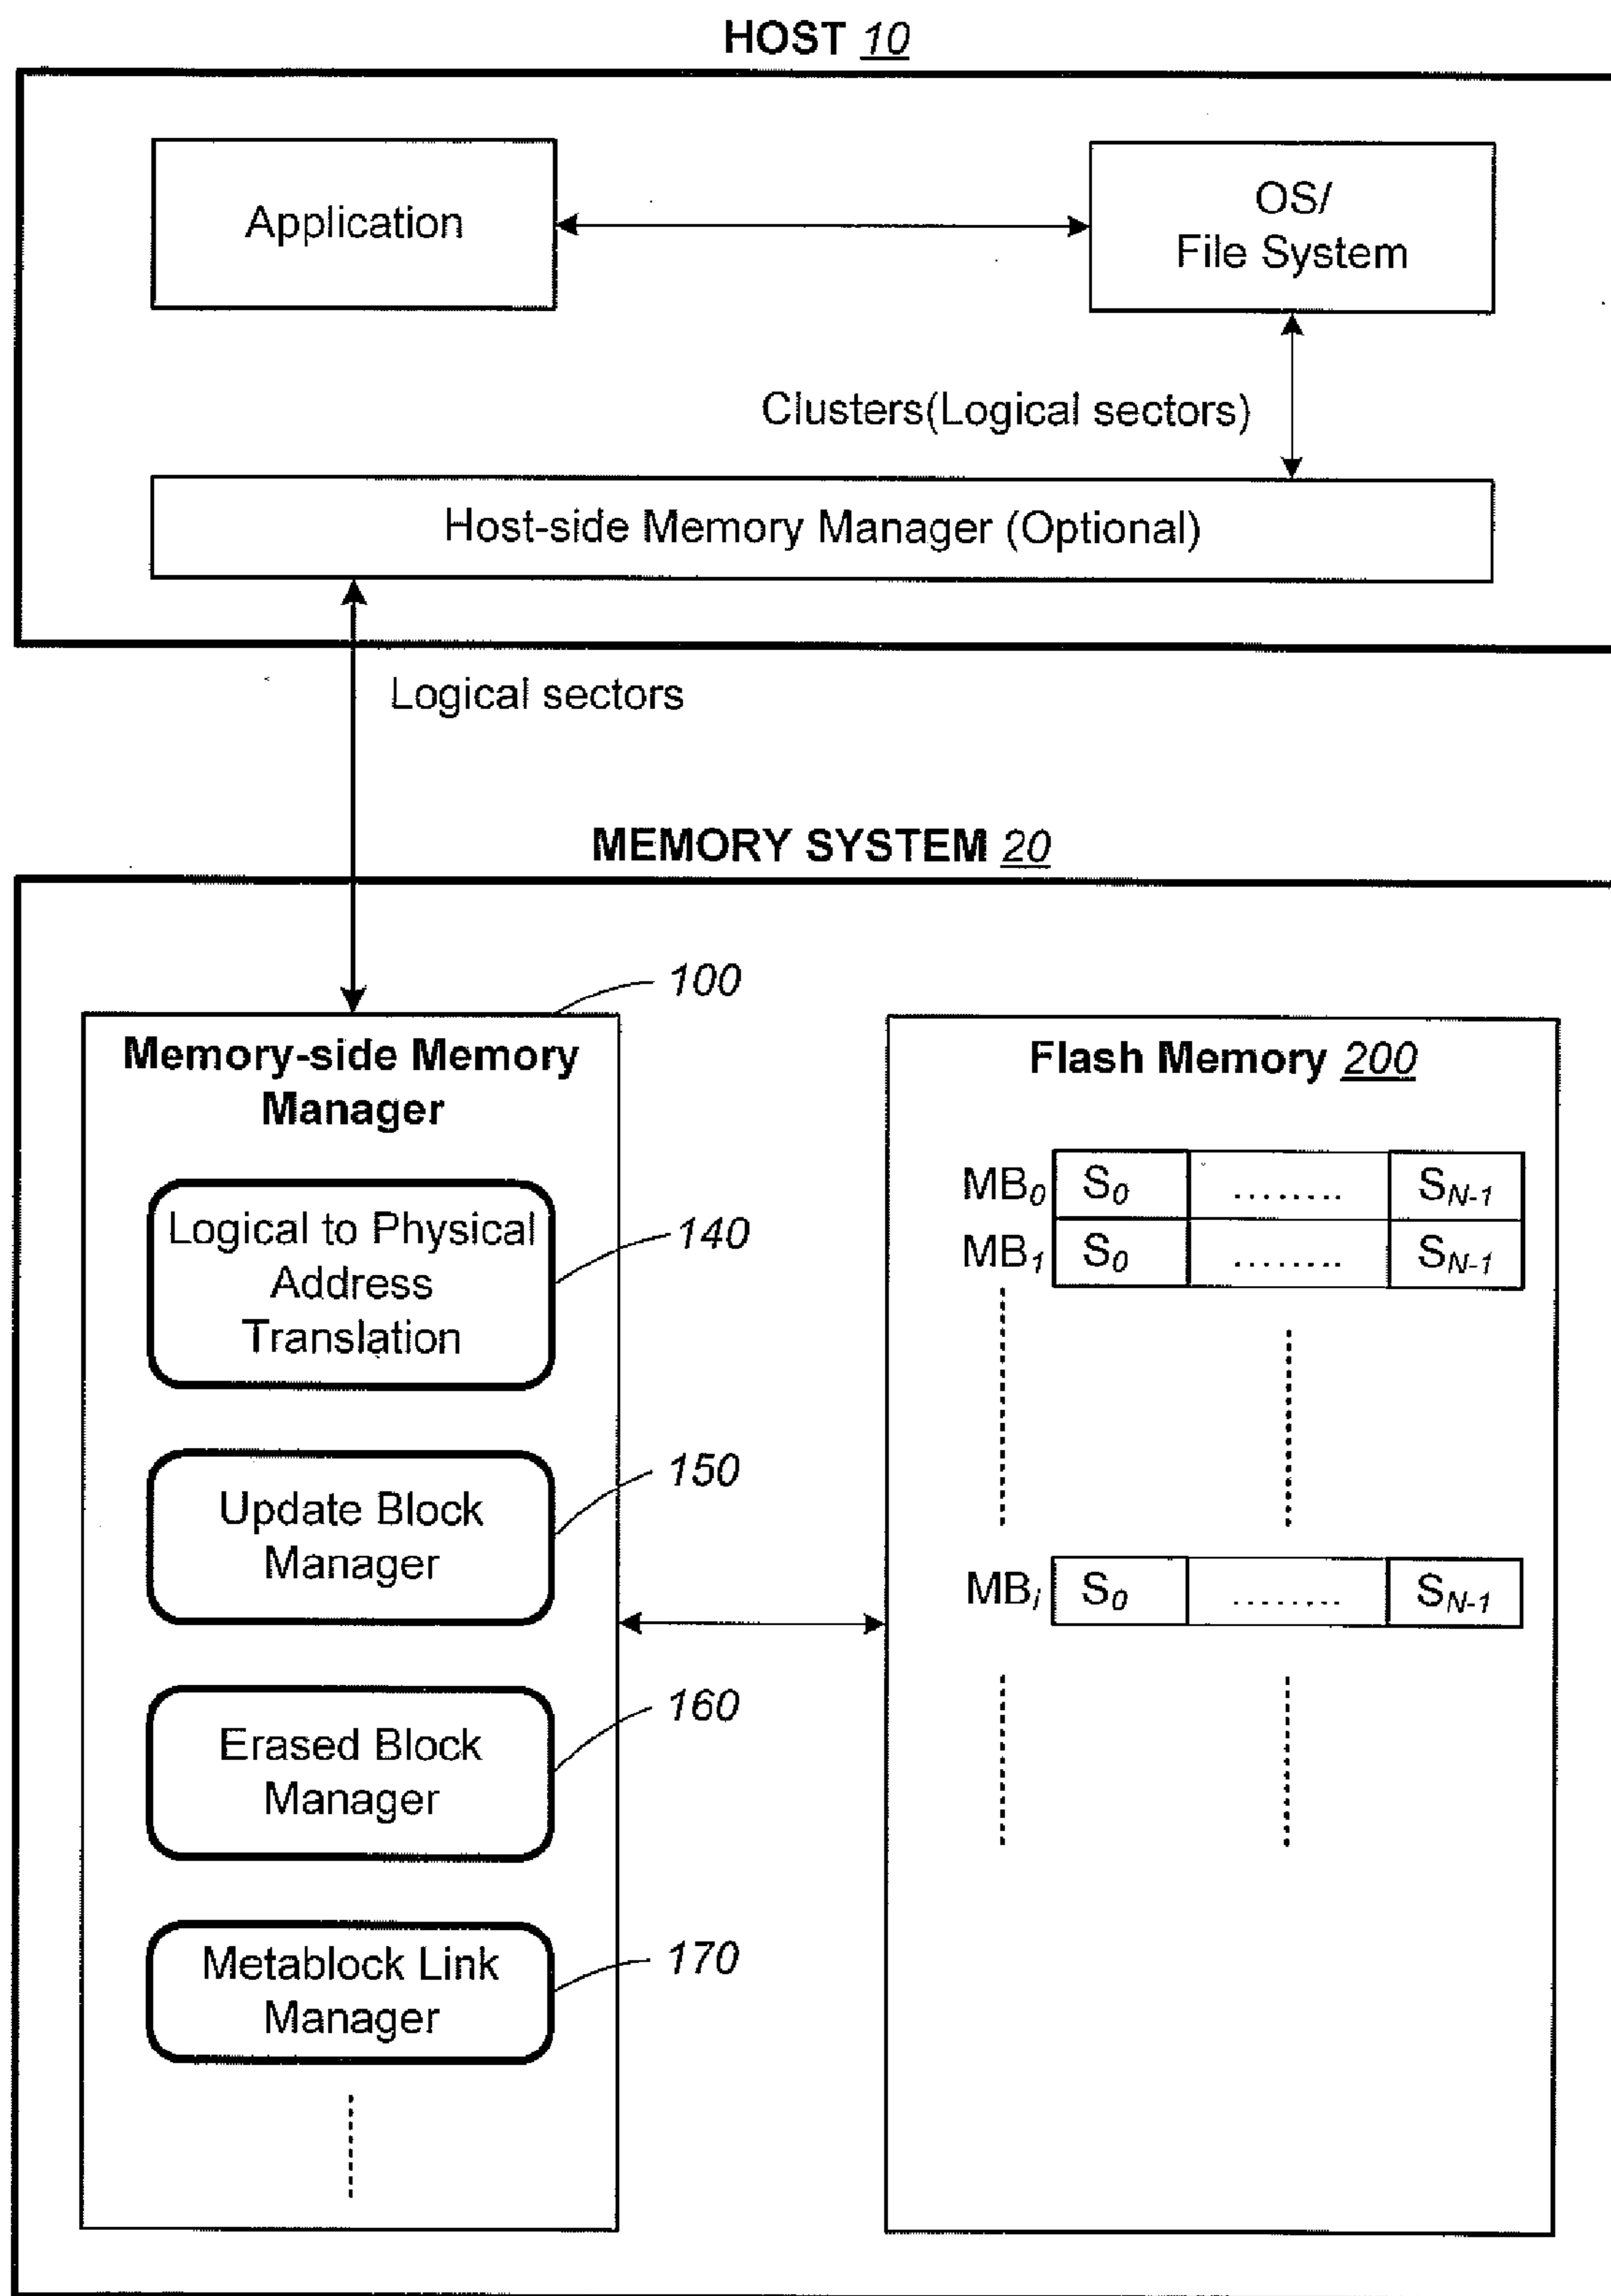 HOST 10
Application
OS/
File System
Clusters(Logical sectors)
Host-side Memory Manager (Optional)
Logical sectors
MEMORY SYSTEM 20
100
Memory-side Memory
Manager
Logical to Physical
Address
Translation
140
Update Block
Manager
150
Erased Block
Manager
160
Metablock Link
Manager
170
Flash Memory 200
MB0 S0 ........ SN-1
MB1 S0 ........ SN-1
MBi S0 ........ SN-1